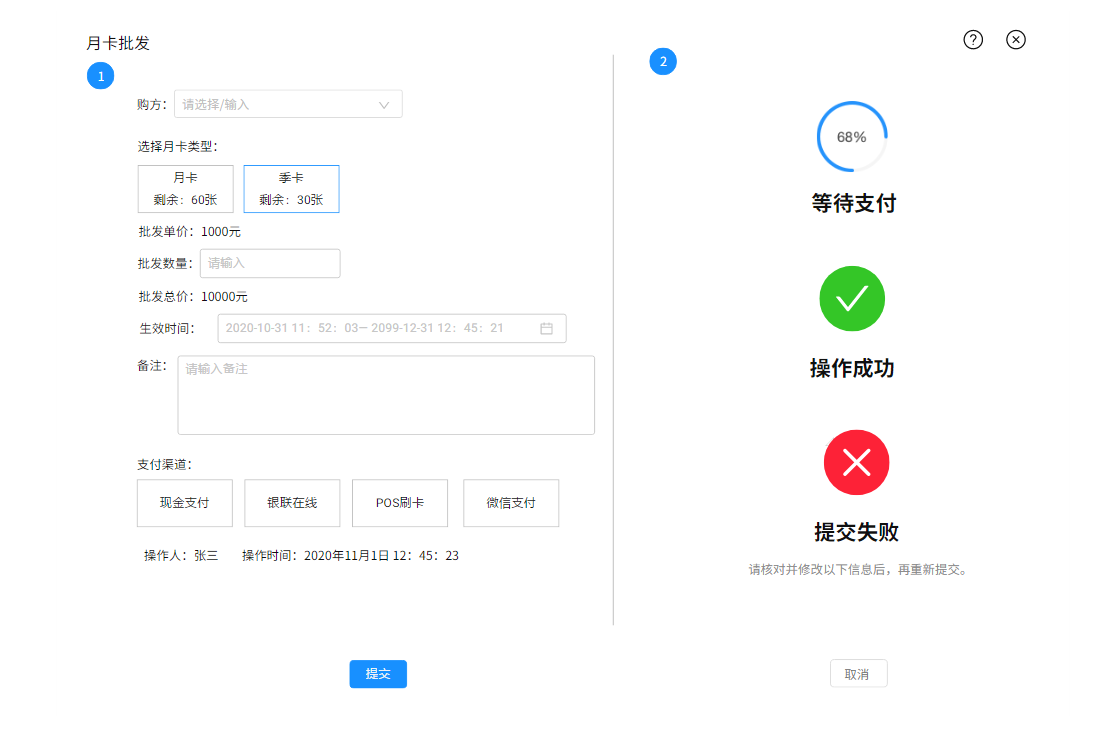 月卡批发
1
购方：
请选择/输入
选择月卡类型：
月卡
剩余：60张
季卡
剩余：30张
批发单价：1000元
批发数量：
请输入
批发总价：10000元
生效时间：
2020-10-31 11：52：03— 2099-12-31 12：45：21
备注：
请输入备注
支付渠道：
现金支付
银联在线
POS刷卡
微信支付
操作人：张三 操作时间：2020年11月1日 12：45：23
提交
2
?
68%
等待支付
操作成功
提交失败
请核对并修改以下信息后，再重新提交。
取消